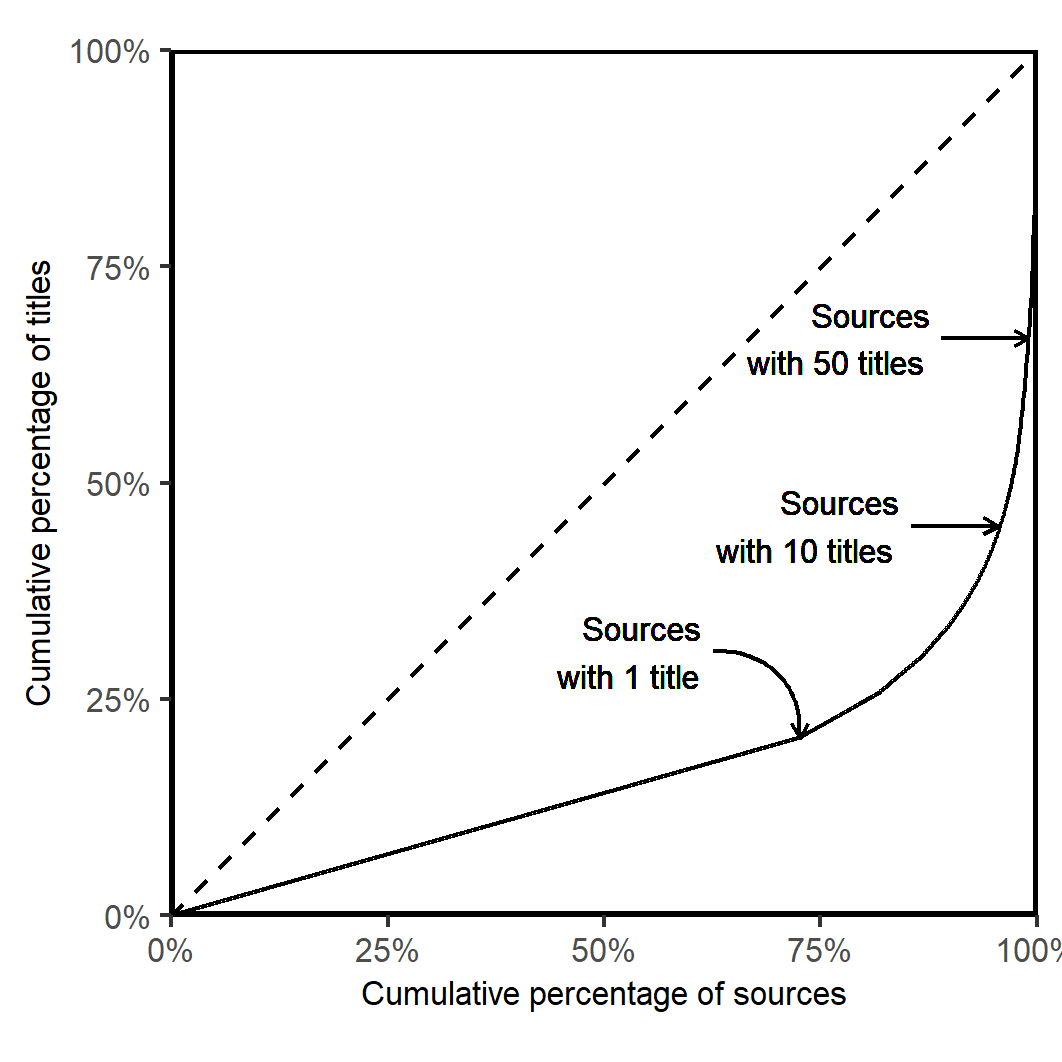 100%
75%
50%
25%
0%
Cumulative percentage of titles
Sources
with 50 titles
Sources
with 10 titles
Sources
with 1 title
0%
25%
50%
75%
100%
Cumulative percentage of sources